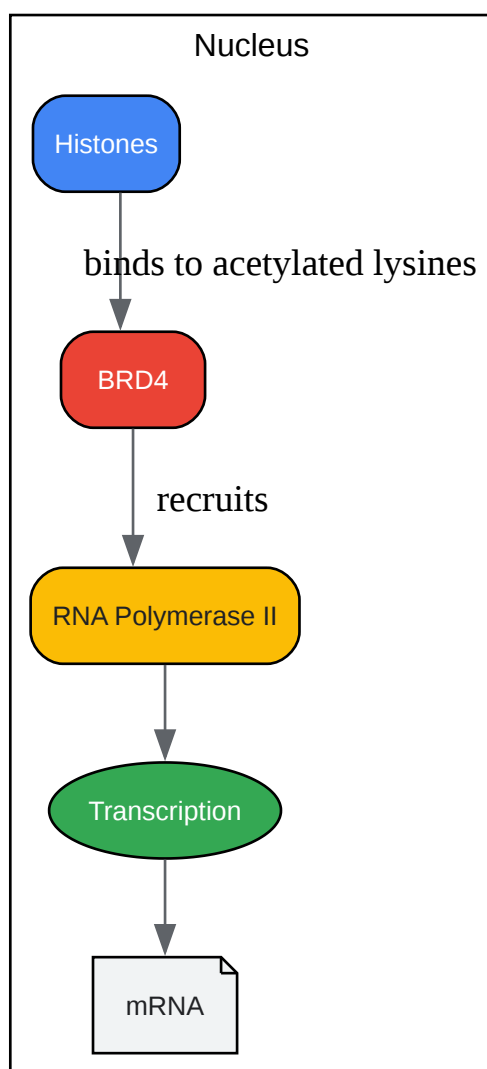 Nucleus
Histones
binds to acetylated lysines
BRD4
recruits
RNA Polymerase II
Transcription
mRNA